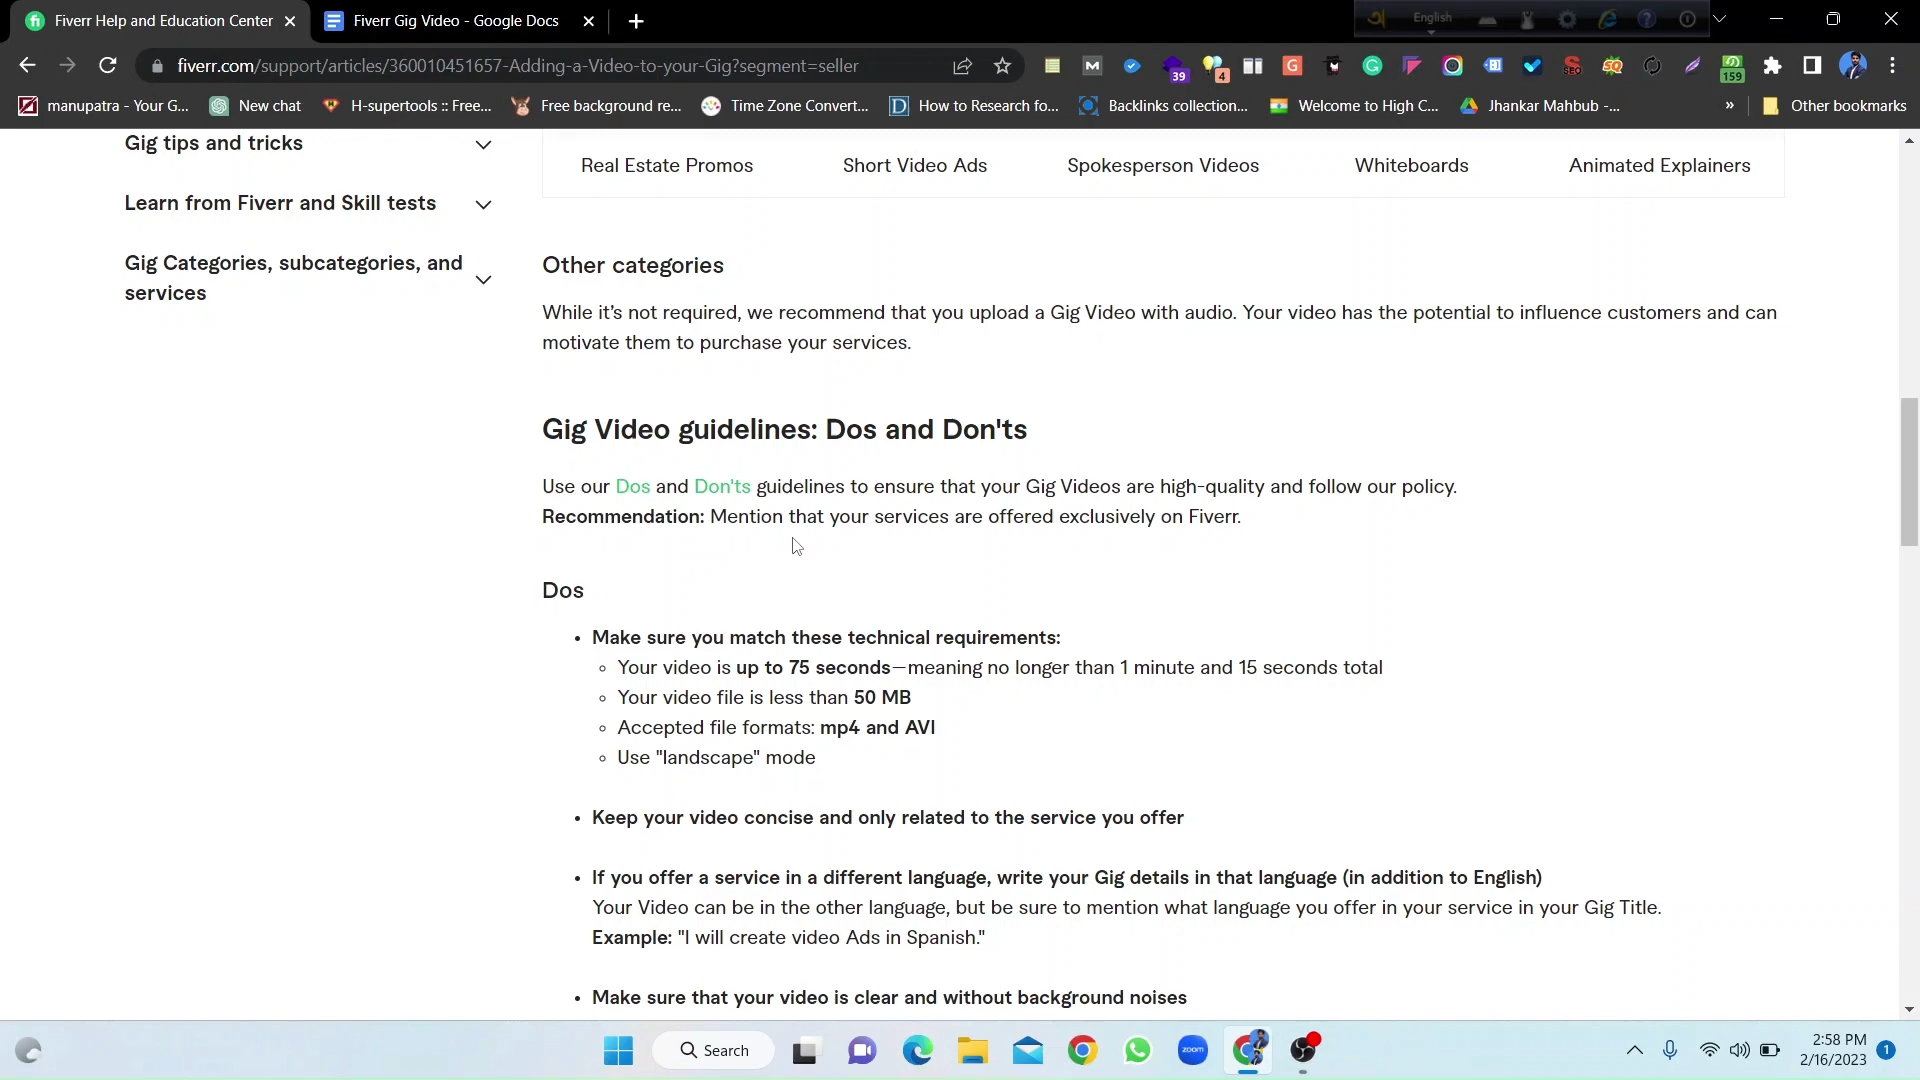 Fiverr Help and Education Center
Fiverr Gig Video - Google Docs
English
fiverr.com/support/articles/360010451657-Adding-a-Video-to-your-Gig?segment=seller
39
4
159
manupatra - Your G...
New chat
H-supertools :: Free...
Free background re...
Time Zone Convert...
How to Research fo...
Backlinks collection...
Welcome to High C...
Jhankar Mahbub -...
»
Other bookmarks
Gig tips and tricks
Learn from Fiverr and Skill tests
Gig Categories, subcategories, and
services
Real Estate Promos
Short Video Ads
Spokesperson Videos
Whiteboards
Animated Explainers
Other categories
While it’s not required, we recommend that you upload a Gig Video with audio. Your video has the potential to influence customers and can
motivate them to purchase your services.
Gig Video guidelines: Dos and Don'ts
Use our Dos and Don'ts guidelines to ensure that your Gig Videos are high-quality and follow our policy.
Recommendation: Mention that your services are offered exclusively on Fiverr.
Dos
• Make sure you match these technical requirements:
Your video is up to 75 seconds—meaning no longer than 1 minute and 15 seconds total
Your video file is less than 50 MB
Accepted file formats: mp4 and AVI
Use "landscape" mode
• Keep your video concise and only related to the service you offer
• If you offer a service in a different language, write your Gig details in that language (in addition to English)
Your Video can be in the other language, but be sure to mention what language you offer in your service in your Gig Title.
Example: "I will create video Ads in Spanish."
• Make sure that your video is clear and without background noises
Search
zoom
2:58 PM
2/16/2023
1